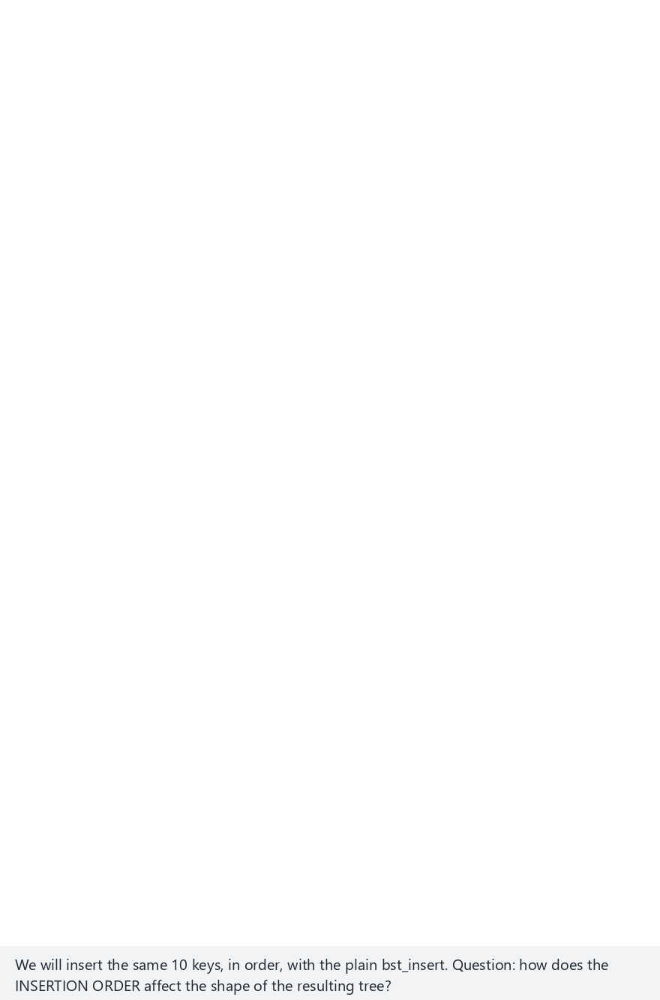 We will insert the same 10 keys, in order, with the plain bst_insert. Question: how does the
INSERTION ORDER affect the shape of the resulting tree?